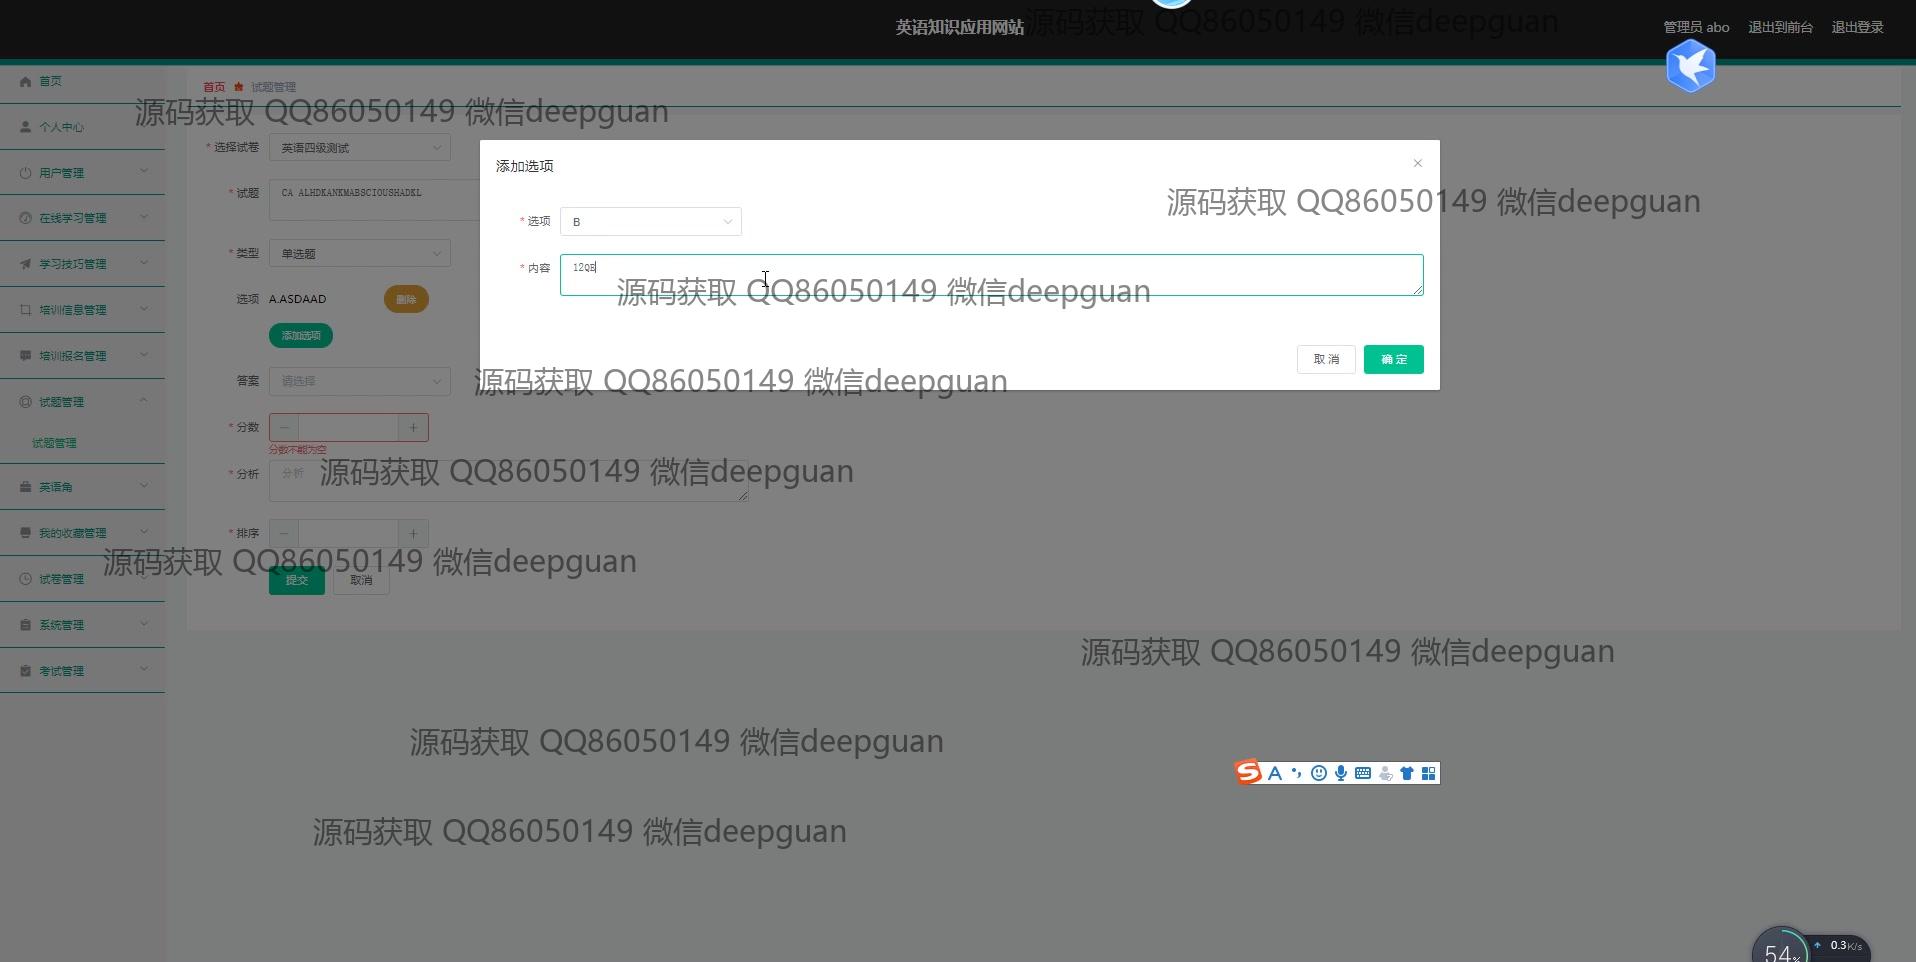 英语知识应用网站
源码获取 QQ86050149 微信deepguan
管理员 abo 退出到前台 退出登录
首页
个人中心
用户管理
在线学习管理
学习技巧管理
培训信息管理
培训报名管理
试题管理
试题管理
英语角
我的收藏管理
试卷管理
系统管理
考试管理
首页 试题管理
源码获取 QQ86050149 微信deepguan
* 选择试卷 英语四级测试
* 试题 CA ALHDKANKMABSCIOUSHADKL
* 类型 单选题
选项 A.ASDAAD 删除
添加选项
答案 请选择
* 分数 − +
分数不能为空
* 分析 分析
* 排序 − +
提交 取消
添加选项 ×
源码获取 QQ86050149 微信deepguan
* 选项 B
* 内容 12QE
源码获取 QQ86050149 微信deepguan
取消 确定
源码获取 QQ86050149 微信deepguan
源码获取 QQ86050149 微信deepguan
源码获取 QQ86050149 微信deepguan
源码获取 QQ86050149 微信deepguan
源码获取 QQ86050149 微信deepguan
S A
源码获取 QQ86050149 微信deepguan
54% 0.3K/s